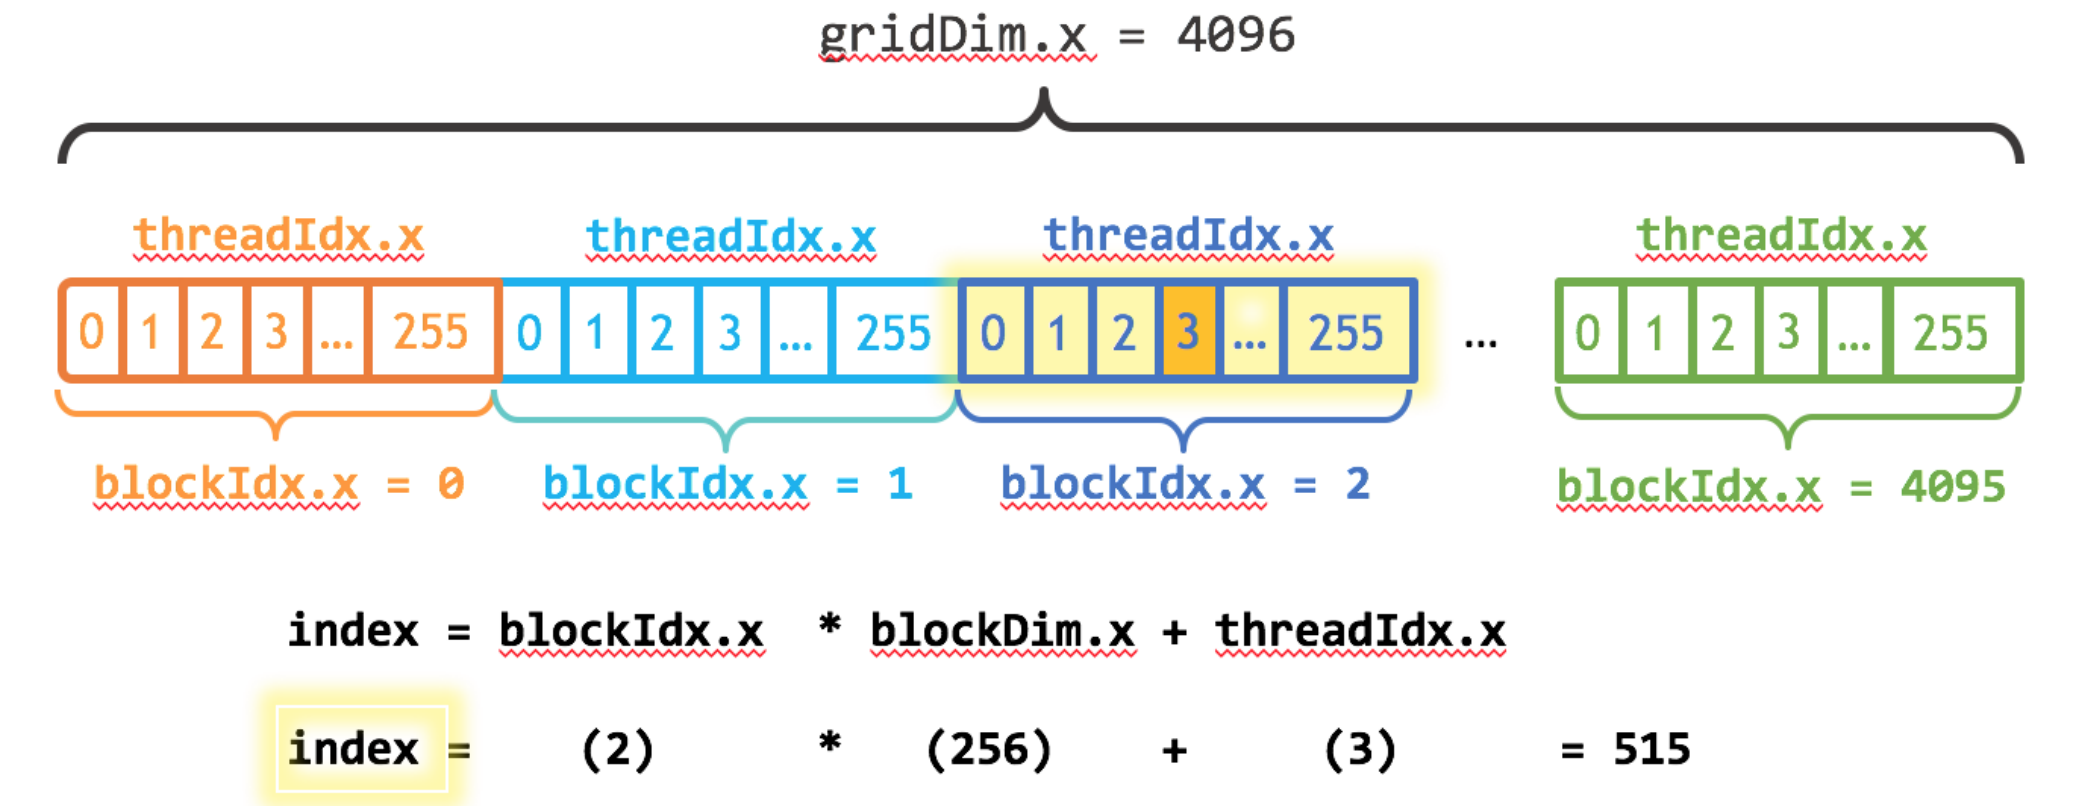 gridDim.x = 4096
threadIdx.x threadIdx.x threadIdx.x threadIdx.x
0 1 2 3 ... 255 0 1 2 3 ... 255 0 1 2 3 ... 255 ... 0 1 2 3 ... 255
blockIdx.x = 0 blockIdx.x = 1 blockIdx.x = 2 blockIdx.x = 4095
index = blockIdx.x * blockDim.x + threadIdx.x
index = (2) * (256) + (3) = 515